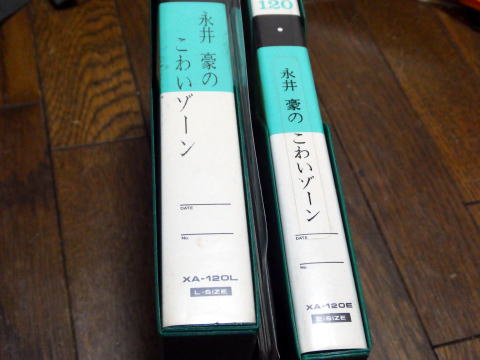 永井 豪の
こわいゾーン
DATE
No.
XA-120L
L-SIZE
120
永井 豪の こわいゾーン
DATE
No.
XA-120E
E-SIZE